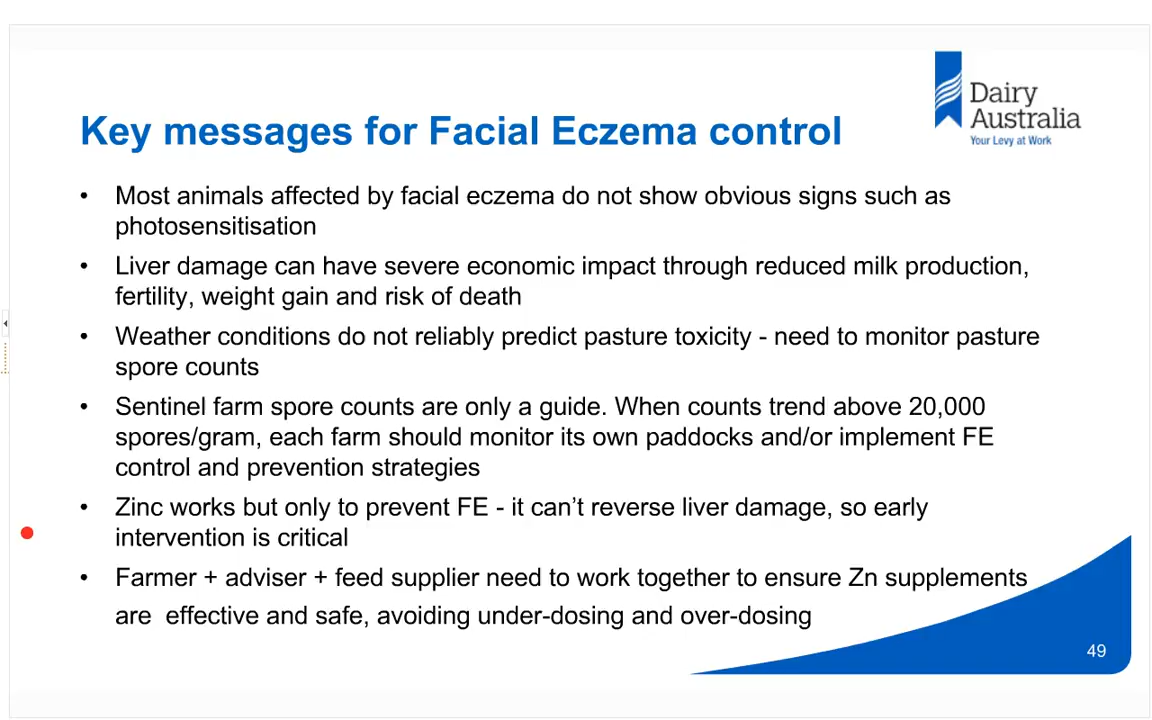 Dairy
Australia
Your Levy at Work
Key messages for Facial Eczema control
• Most animals affected by facial eczema do not show obvious signs such as
photosensitisation
• Liver damage can have severe economic impact through reduced milk production,
fertility, weight gain and risk of death
• Weather conditions do not reliably predict pasture toxicity - need to monitor pasture
spore counts
• Sentinel farm spore counts are only a guide. When counts trend above 20,000
spores/gram, each farm should monitor its own paddocks and/or implement FE
control and prevention strategies
• Zinc works but only to prevent FE - it can’t reverse liver damage, so early
intervention is critical
• Farmer + adviser + feed supplier need to work together to ensure Zn supplements
are  effective and safe, avoiding under-dosing and over-dosing
49